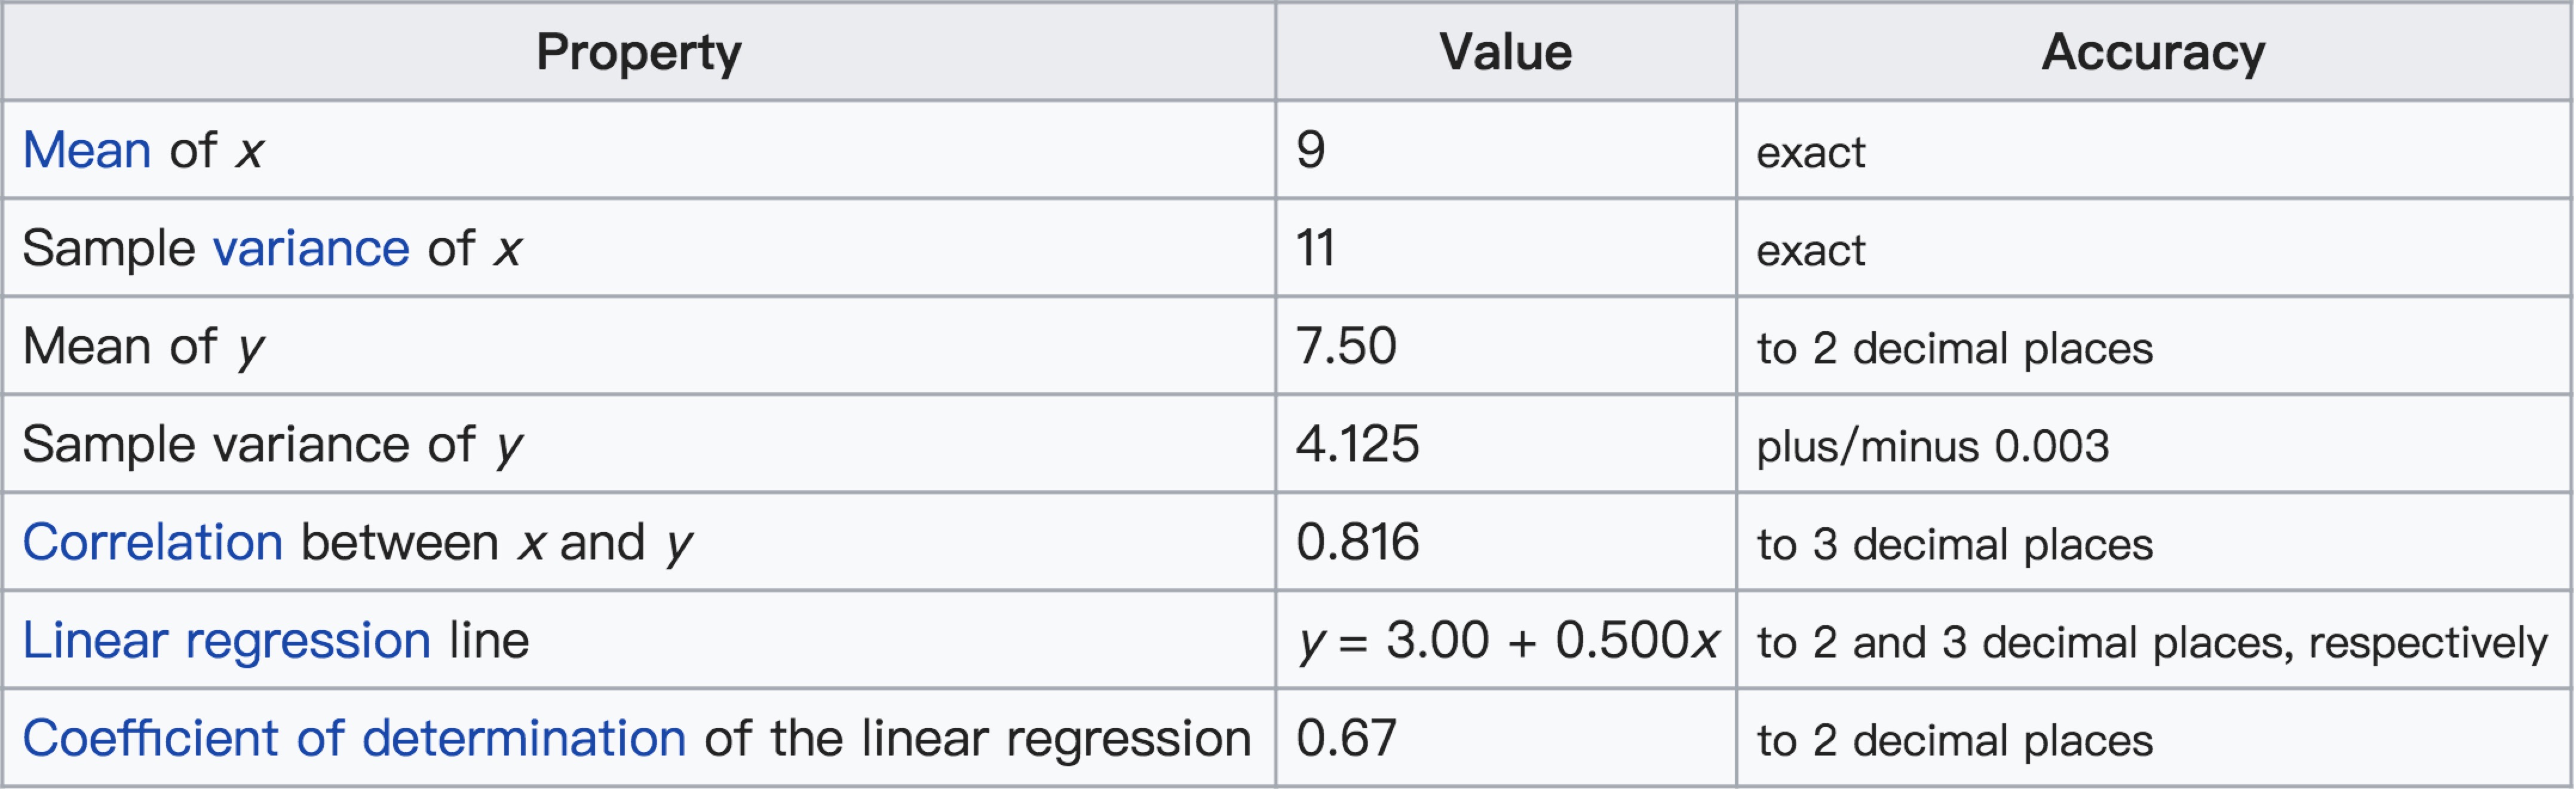 Property Value Accuracy
Mean of x 9 exact
Sample variance of x 11 exact
Mean of y 7.50 to 2 decimal places
Sample variance of y 4.125 plus/minus 0.003
Correlation between x and y 0.816 to 3 decimal places
Linear regression line y = 3.00 + 0.500x to 2 and 3 decimal places, respectively
Coefficient of determination of the linear regression 0.67 to 2 decimal places